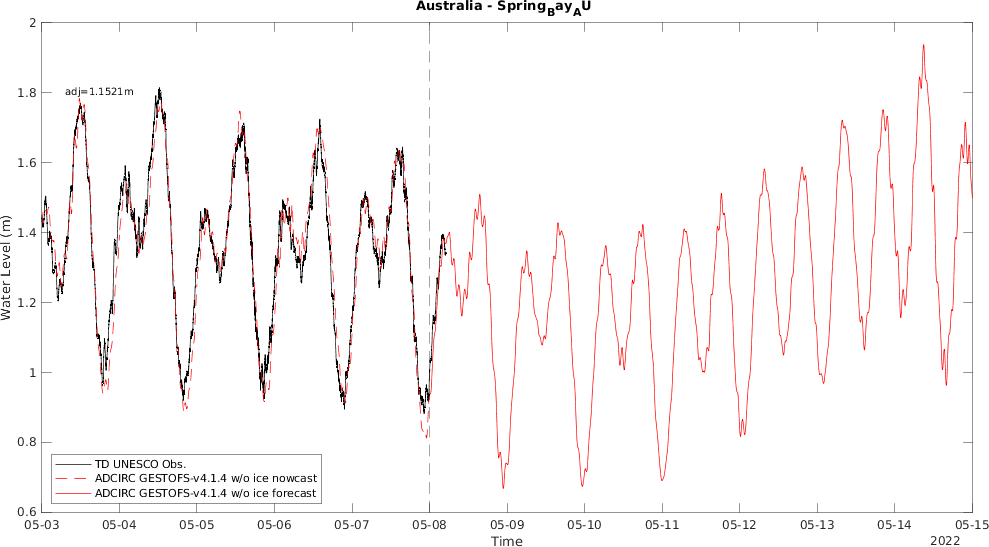 Australia - Spring_Bay_AU
2
1.8
1.6
1.4
1.2
1
0.8
0.6
adj=1.1521m
Water Level (m)
TD UNESCO Obs.
ADCIRC GESTOFS-v4.1.4 w/o ice nowcast
ADCIRC GESTOFS-v4.1.4 w/o ice forecast
05-03 05-04 05-05 05-06 05-07 05-08 05-09 05-10 05-11 05-12 05-13 05-14 05-15
Time
2022